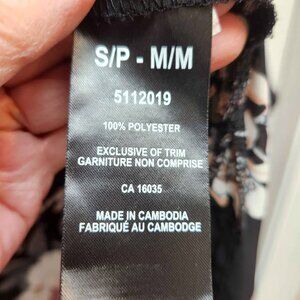 S/P - M/M
5112019
100% POLYESTER
EXCLUSIVE OF TRIM
GARNITURE NON COMPRISE
CA 16035
MADE IN CAMBODIA
FABRIQUÉ AU CAMBODGE